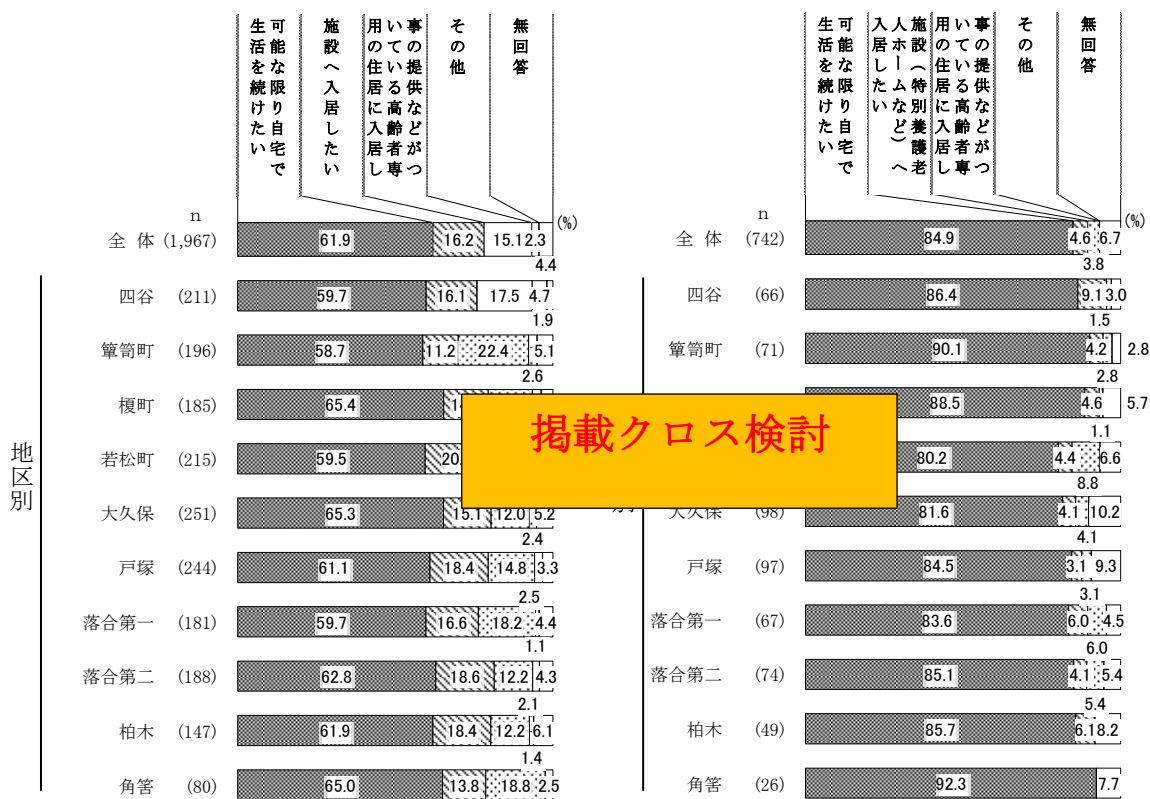 可能な限り自宅で
生活を続けたい
施設へ入居したい
事の提供などがつ
いている高齢者専
用の住居に入居し
その他
無回答
n
(%)
全 体 (1,967) 61.9 16.2 15.1 2.3
4.4
地区別
四谷 (211) 59.7 16.1 17.5 4.7
1.9
簞笥町 (196) 58.7 11.2 22.4 5.1
2.6
榎町 (185) 65.4
若松町 (215) 59.5
大久保 (251) 65.3 15.1 12.0 5.2
2.4
戸塚 (244) 61.1 18.4 14.8 3.3
2.5
落合第一 (181) 59.7 16.6 18.2 4.4
1.1
落合第二 (188) 62.8 18.6 12.2 4.3
2.1
柏木 (147) 61.9 18.4 12.2 6.1
1.4
角筈 (80) 65.0 13.8 18.8 2.5
掲載クロス検討
可能な限り自宅で
生活を続けたい
施設(特別養護老
人ホームなど)へ
入居したい
事の提供などがつ
いている高齢者専
用の住居に入居し
その他
無回答
n
(%)
全 体 (742) 84.9 4.6 6.7
3.8
四谷 (66) 86.4 9.1 3.0
1.5
簞笥町 (71) 90.1 4.2 2.8
2.8
88.5 4.6 5.7
1.1
80.2 4.4 6.6
8.8
大久保 (98) 81.6 4.1 10.2
4.1
戸塚 (97) 84.5 3.1 9.3
3.1
落合第一 (67) 83.6 6.0 4.5
6.0
落合第二 (74) 85.1 4.1 5.4
5.4
柏木 (49) 85.7 6.1 8.2
角筈 (26) 92.3 7.7